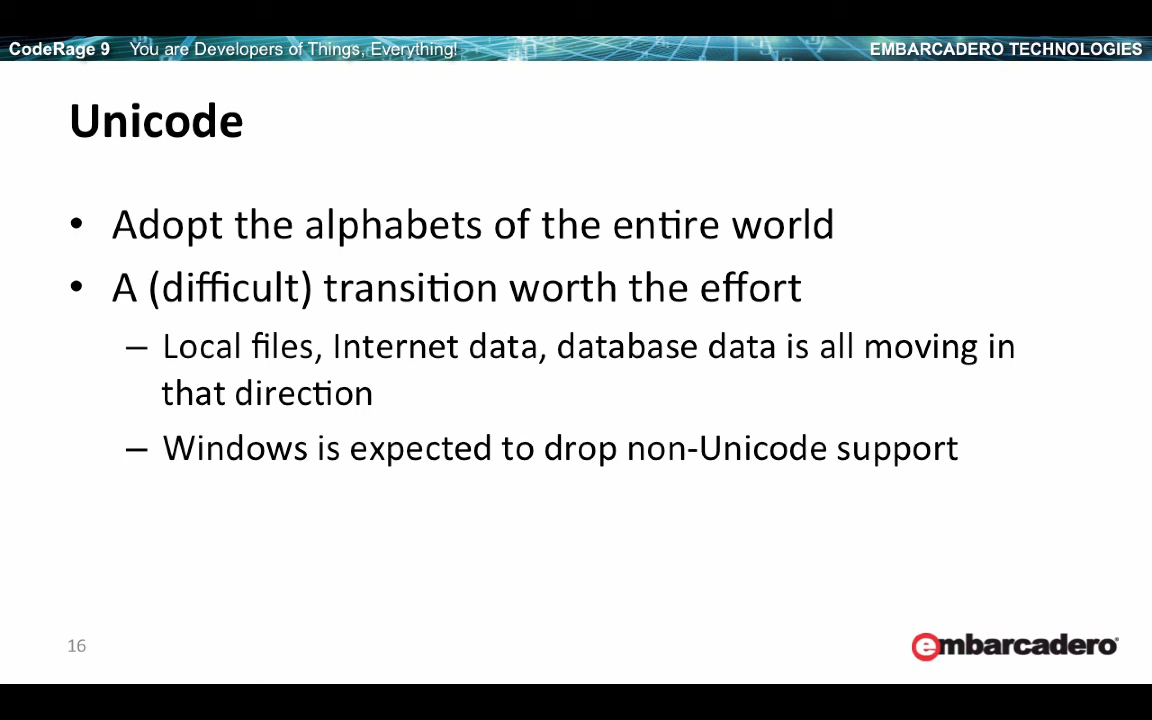 CodeRage 9 You are Developers of Things, Everything! EMBARCADERO TECHNOLOGIES
Unicode
• Adopt the alphabets of the entire world
• A (difficult) transition worth the effort
– Local files, Internet data, database data is all moving in
that direction
– Windows is expected to drop non-Unicode support
16
embarcadero®